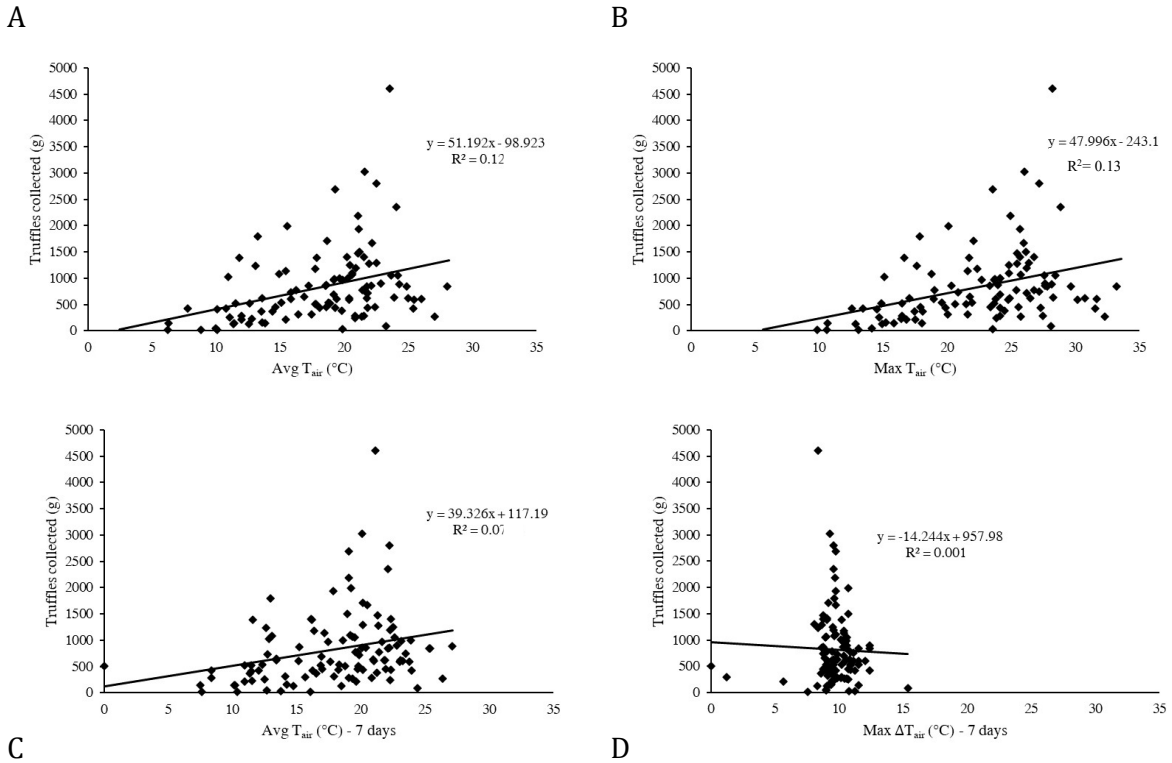 A
B
5000
4500
4000
3500
3000
2500
2000
1500
1000
500
0
Truffles collected (g)
y = 51.192x - 98.923
R² = 0.12
0 5 10 15 20 25 30 35
Avg Tair (°C)
5000
4500
4000
3500
3000
2500
2000
1500
1000
500
0
Truffles collected (g)
y = 47.996x - 243.1
R²= 0.13
0 5 10 15 20 25 30 35
Max Tair (°C)
5000
4500
4000
3500
3000
2500
2000
1500
1000
500
0
Truffles collected (g)
y = 39.326x + 117.19
R² = 0.07
0 5 10 15 20 25 30 35
Avg Tair (°C) - 7 days
5000
4500
4000
3500
3000
2500
2000
1500
1000
500
0
Truffles collected (g)
y = -14.244x + 957.98
R² = 0.001
0 5 10 15 20 25 30 35
Max ΔTair (°C) - 7 days
C
D